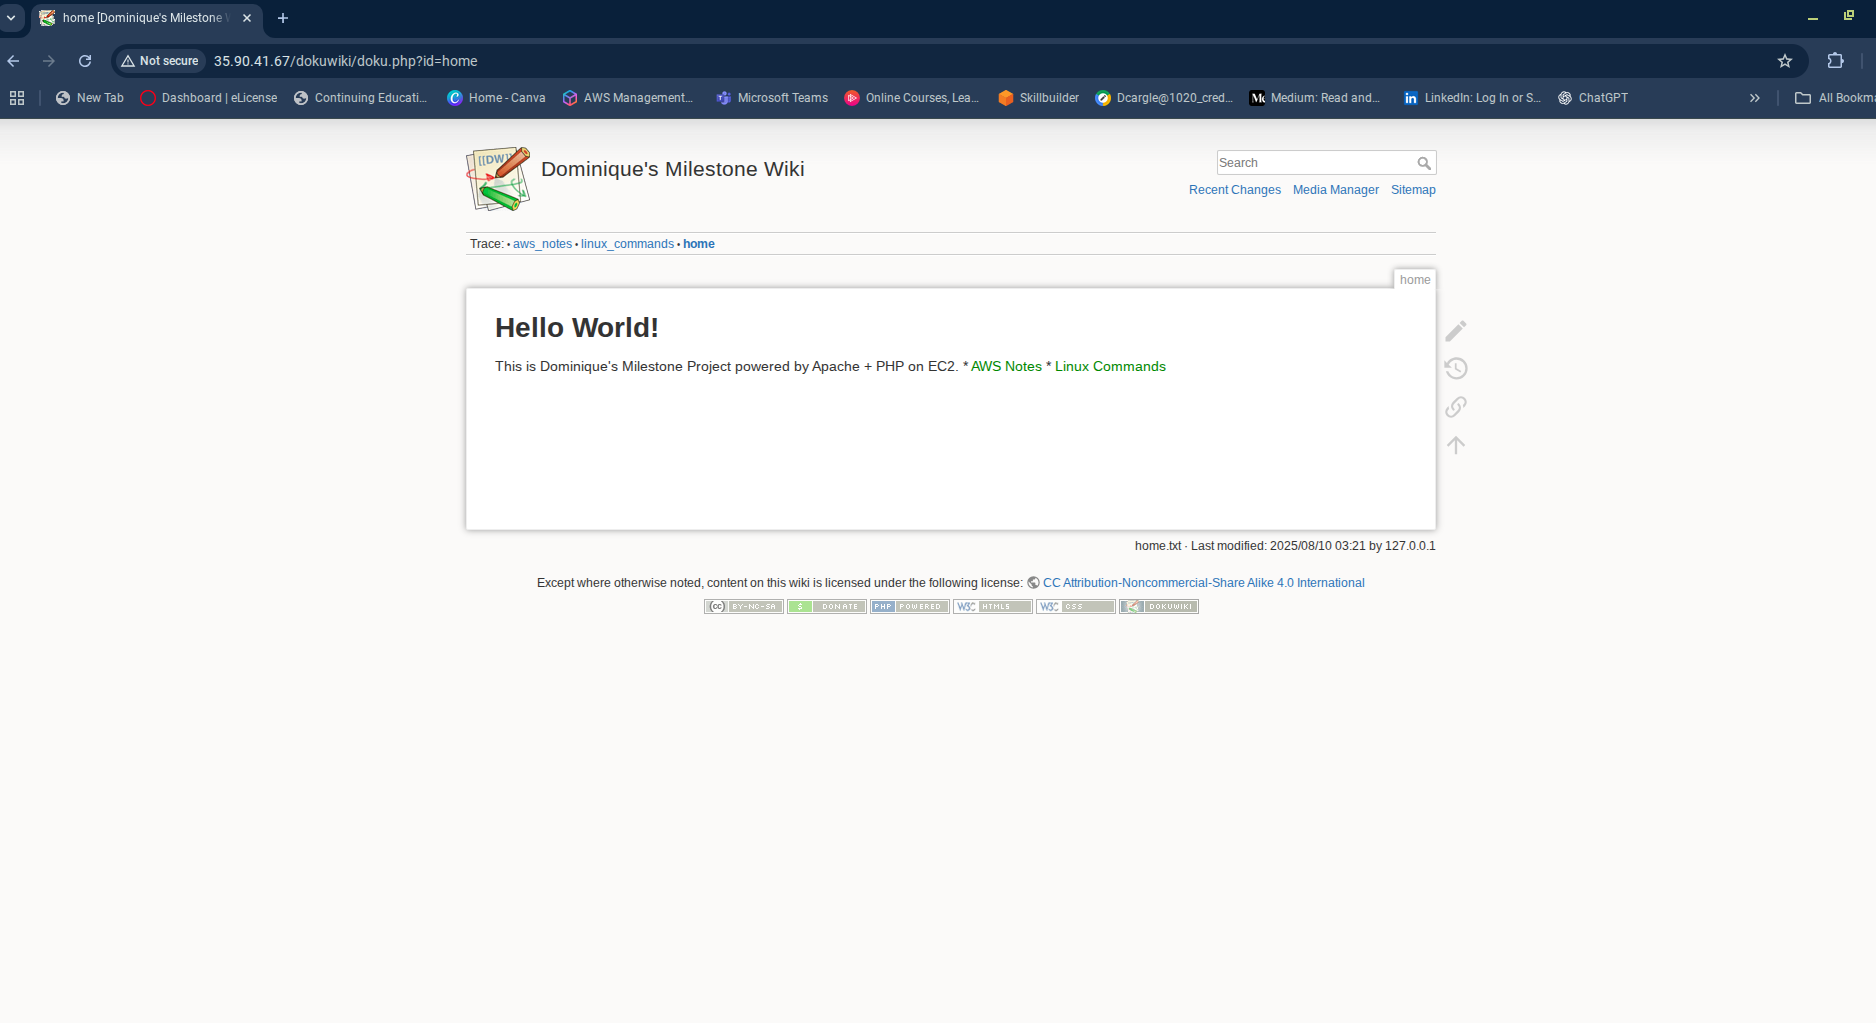 home [Dominique's Milestone W
Not secure 35.90.41.67/dokuwiki/doku.php?id=home
New Tab Dashboard | eLicense Continuing Educati... Home - Canva AWS Management... Microsoft Teams Online Courses, Lea... Skillbuilder Dcargle@1020_cred... Medium: Read and... LinkedIn: Log In or S... ChatGPT » All Bookma
[[DW]] Dominique's Milestone Wiki
Search
Recent Changes Media Manager Sitemap
Trace: • aws_notes • linux_commands • home
home
Hello World!
This is Dominique's Milestone Project powered by Apache + PHP on EC2. * AWS Notes * Linux Commands
home.txt · Last modified: 2025/08/10 03:21 by 127.0.0.1
Except where otherwise noted, content on this wiki is licensed under the following license: CC Attribution-Noncommercial-Share Alike 4.0 International
(cc) BY-NC-SA $ DONATE PHP POWERED W3C HTML5 W3C CSS DOKUWIKI